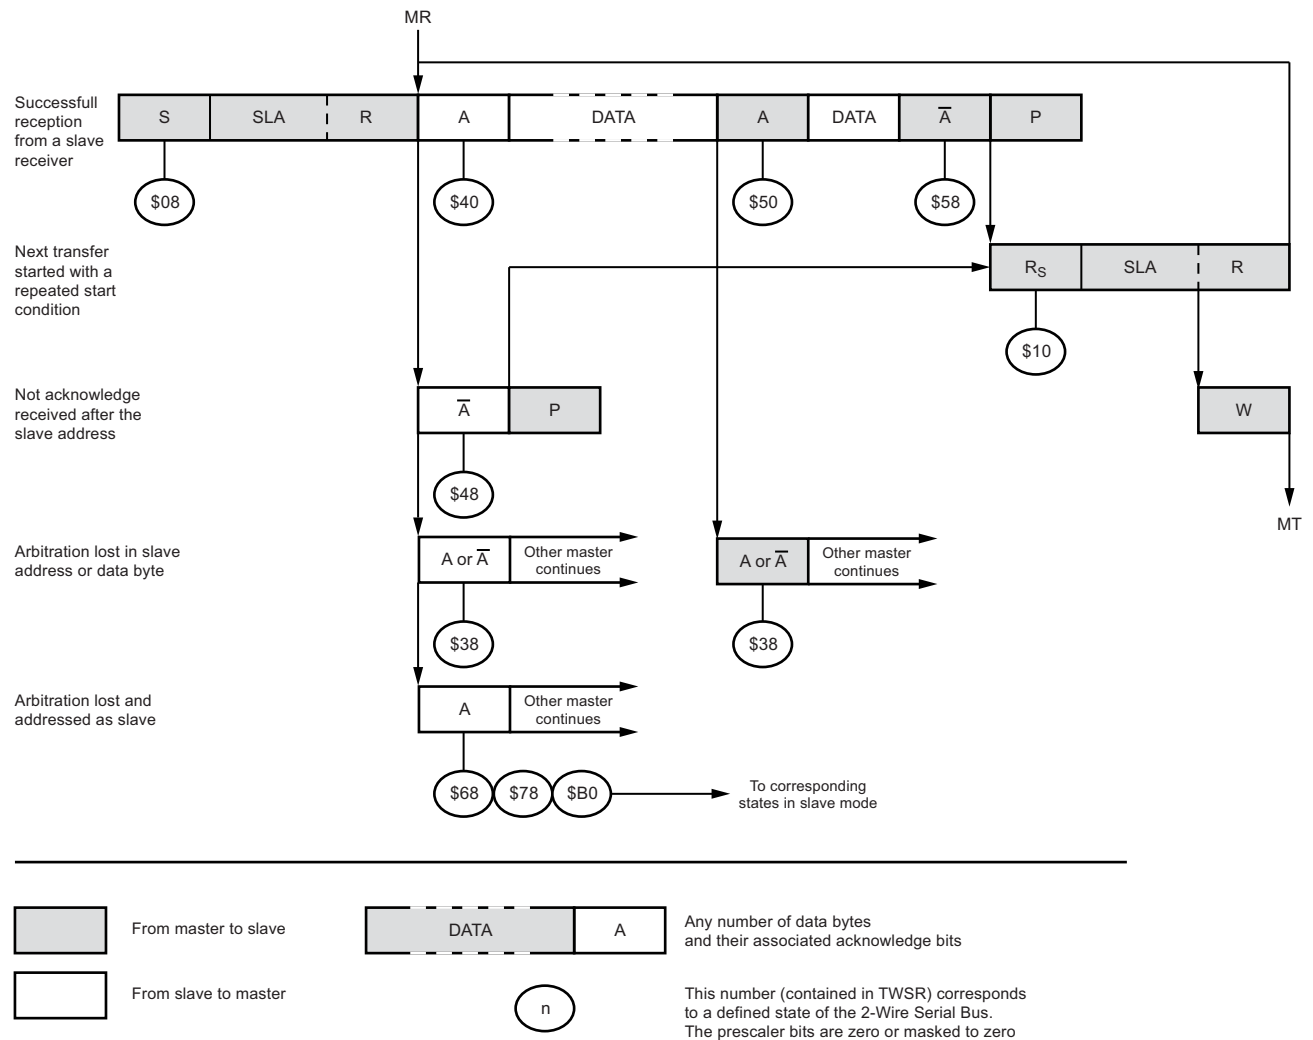 MR
Successfull
reception
from a slave
receiver
S SLA R A DATA A DATA A̅ P
$08 $40 $50 $58
Next transfer
started with a
repeated start
condition
RS SLA R
$10
Not acknowledge
received after the
slave address
A̅ P
W
$48
MT
Arbitration lost in slave
address or data byte
A or A̅
Other master
continues
A or A̅
Other master
continues
$38 $38
Arbitration lost and
addressed as slave
A
Other master
continues
$68 $78 $B0
To corresponding
states in slave mode
From master to slave
DATA A
Any number of data bytes
and their associated acknowledge bits
From slave to master
n
This number (contained in TWSR) corresponds
to a defined state of the 2-Wire Serial Bus.
The prescaler bits are zero or masked to zero